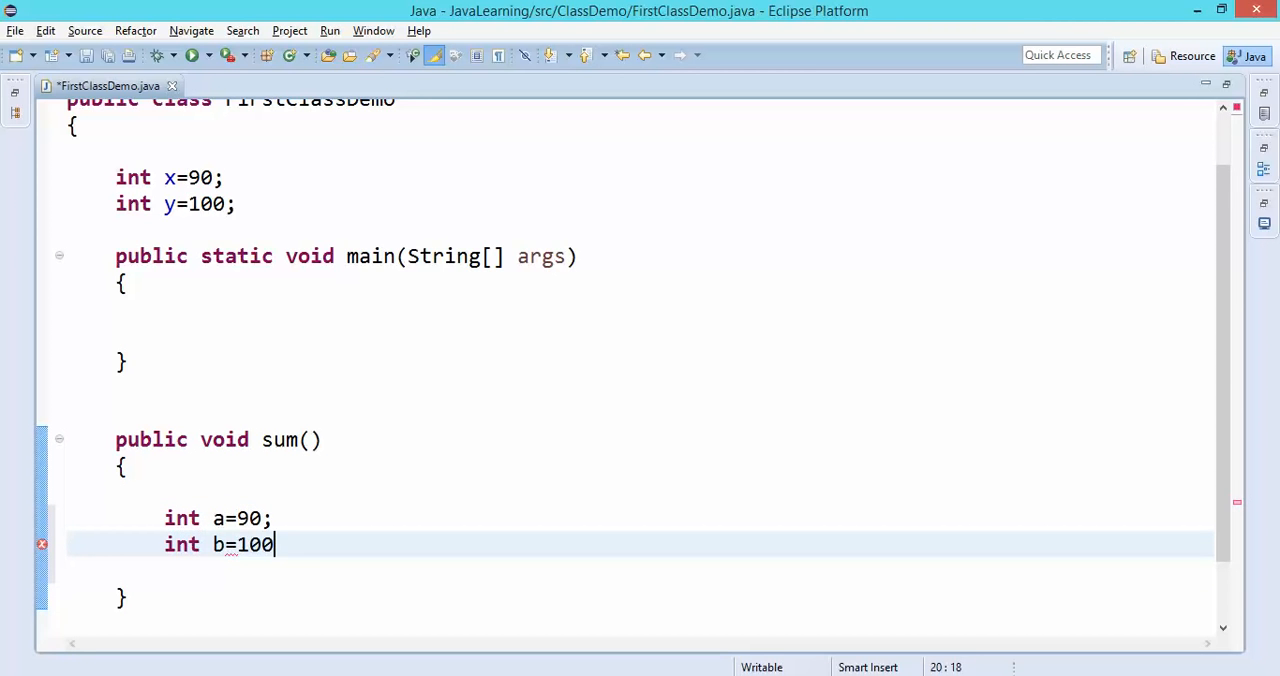 Java - JavaLearning/src/ClassDemo/FirstClassDemo.java - Eclipse Platform
File Edit Source Refactor Navigate Search Project Run Window Help
Quick Access Resource Java
*FirstClassDemo.java
public class FirstClassDemo
{
int x=90;
int y=100;
public static void main(String[] args)
{
}
public void sum()
{
int a=90;
int b=100
}
Writable Smart Insert 20 : 18